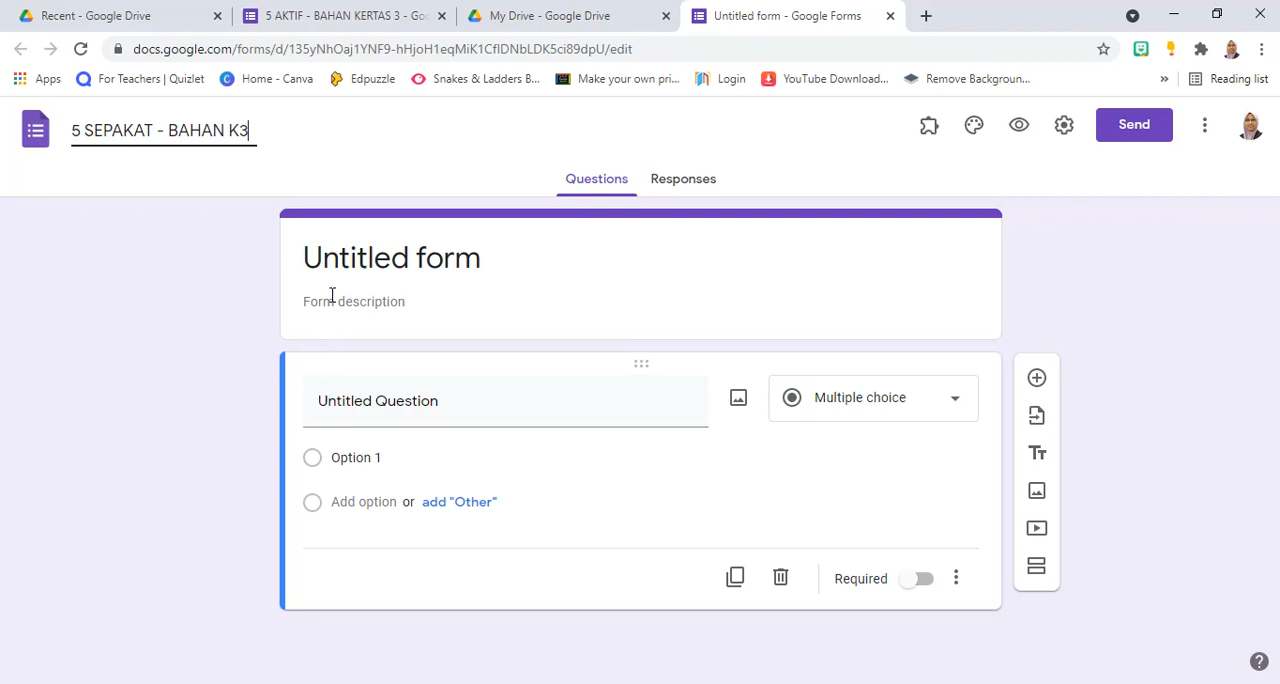 Recent - Google Drive
5 AKTIF - BAHAN KERTAS 3 - Go
My Drive - Google Drive
Untitled form - Google Forms
docs.google.com/forms/d/135yNhOaj1YNF9-hHjoH1eqMiK1CfIDNbLDK5ci89dpU/edit
Apps
For Teachers | Quizlet
Home - Canva
Edpuzzle
Snakes & Ladders B...
Make your own pri...
Login
YouTube Download...
Remove Backgroun...
»
Reading list
5 SEPAKAT - BAHAN K3
Send
Questions
Responses
Untitled form
Form description
Untitled Question
Multiple choice
Option 1
Add option or add "Other"
Required